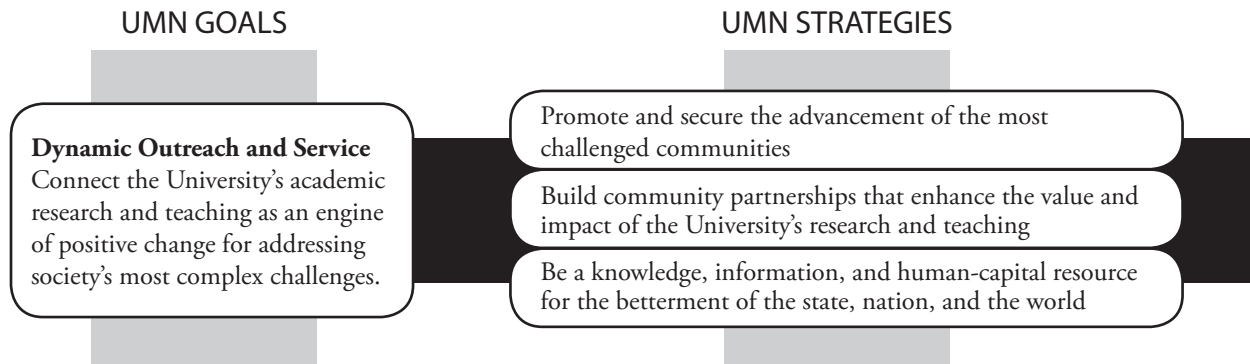 UMN GOALS
UMN STRATEGIES
Dynamic Outreach and Service
Connect the University’s academic
research and teaching as an engine
of positive change for addressing
society’s most complex challenges.
Promote and secure the advancement of the most
challenged communities
Build community partnerships that enhance the value and
impact of the University’s research and teaching
Be a knowledge, information, and human-capital resource
for the betterment of the state, nation, and the world